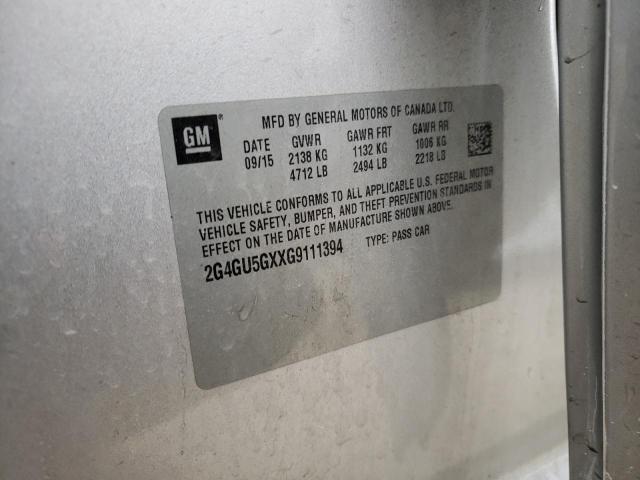 GM
MFD BY GENERAL MOTORS OF CANADA LTD.
DATE GVWR GAWR FRT GAWR RR
09/15 2138 KG 1132 KG 1006 KG
4712 LB 2494 LB 2218 LB
THIS VEHICLE CONFORMS TO ALL APPLICABLE U.S. FEDERAL MOTOR
VEHICLE SAFETY, BUMPER, AND THEFT PREVENTION STANDARDS IN
EFFECT ON THE DATE OF MANUFACTURE SHOWN ABOVE.
2G4GU5GXXG9111394 TYPE: PASS CAR